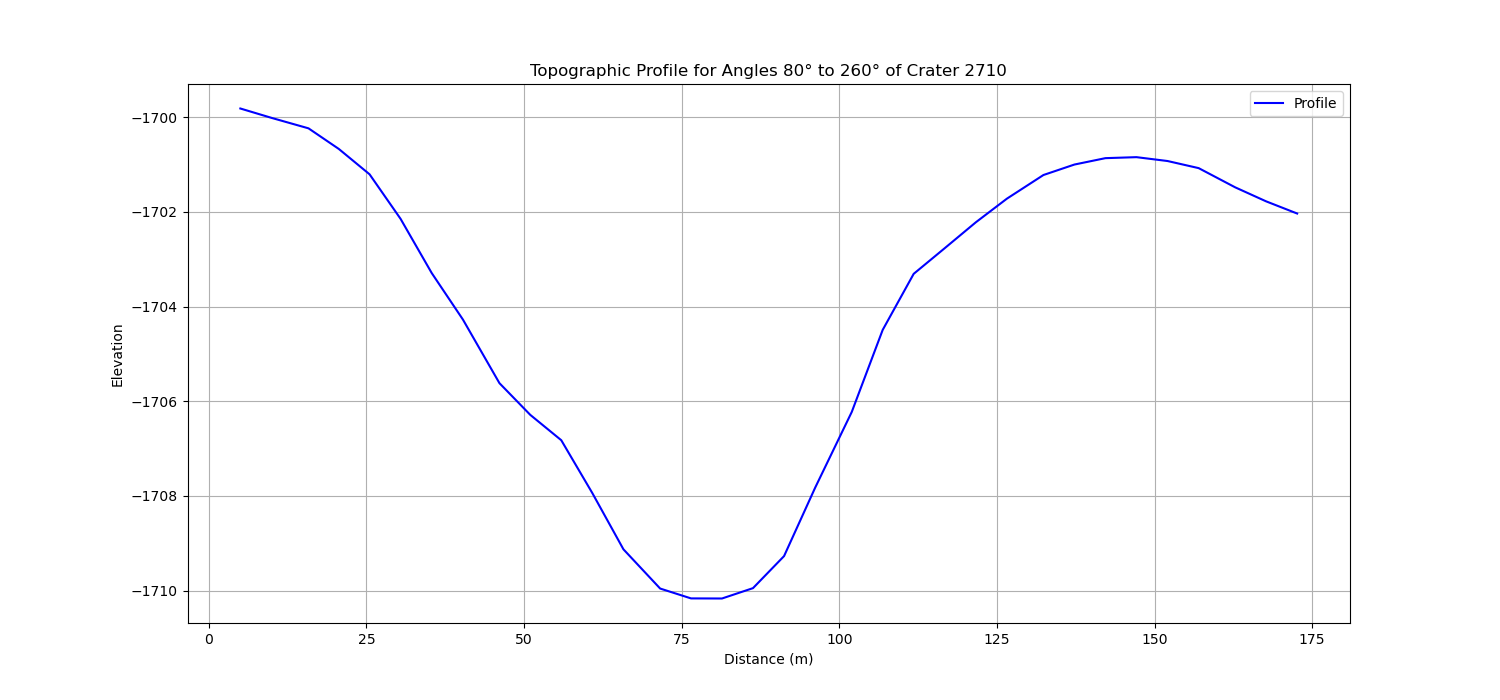 Topographic Profile for Angles 80° to 260° of Crater 2710
Profile
−1700
−1702
−1704
−1706
−1708
−1710
Elevation
0 25 50 75 100 125 150 175
Distance (m)